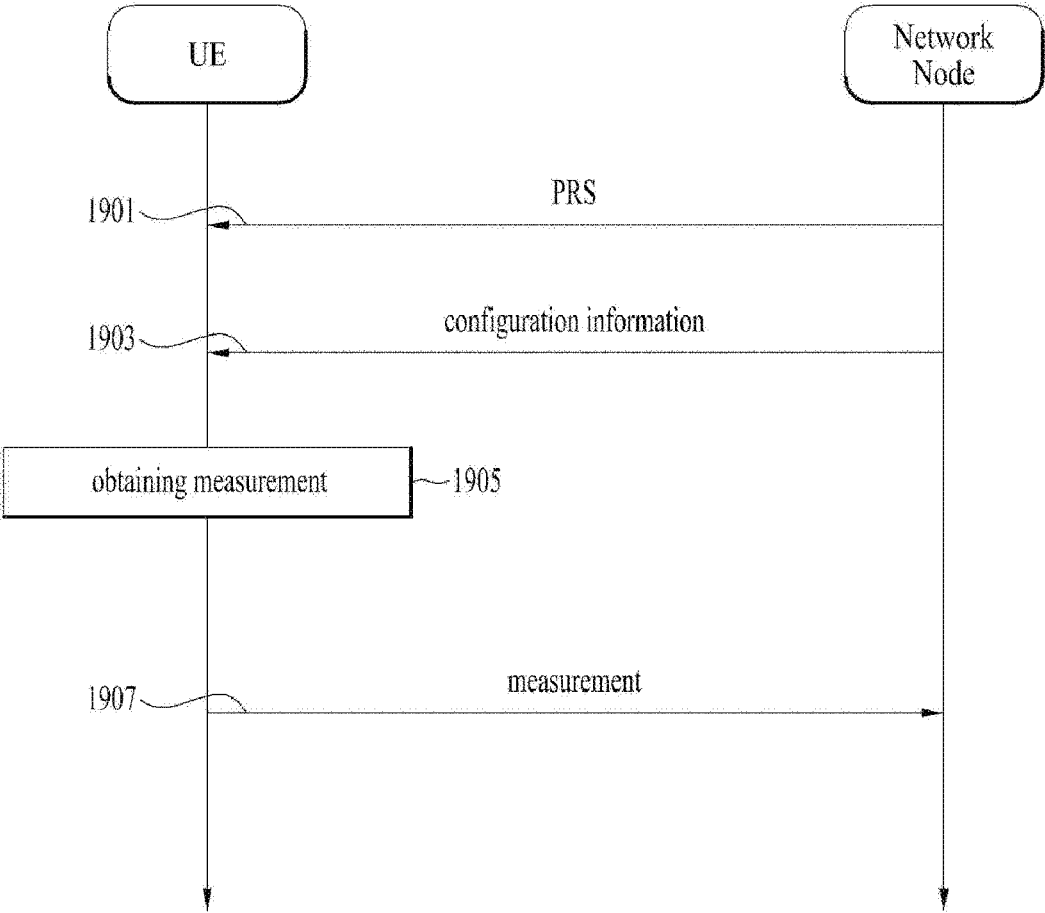 UE
Network
Node
PRS
1901
configuration information
1903
obtaining measurement
1905
measurement
1907